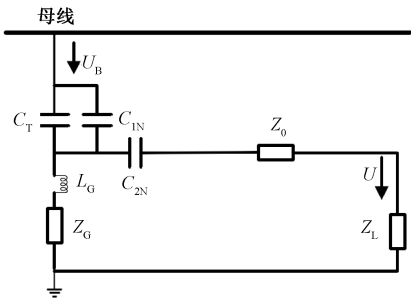 母线
U_B
C_T
C_1N
Z_0
C_2N
U
L_G
Z_G
Z_L